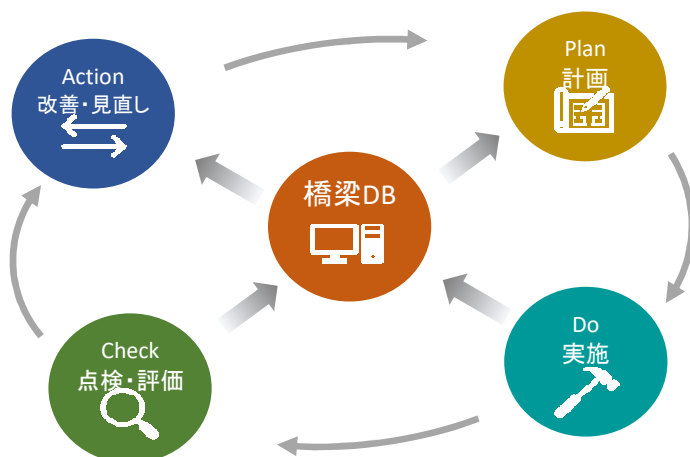 Action
改善・見直し
Plan
計画
橋梁DB
Check
点検・評価
Do
実施